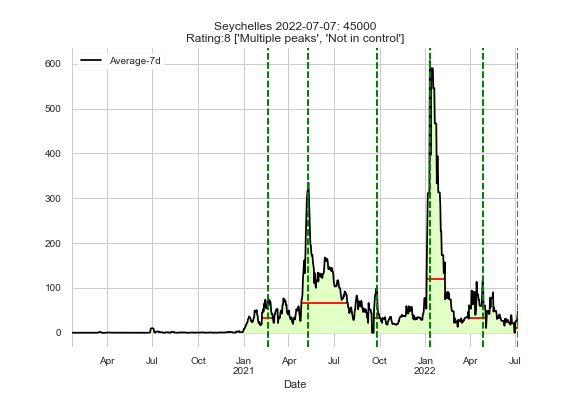 Seychelles 2022-07-07: 45000
Rating:8 ['Multiple peaks', 'Not in control']
Average-7d
600
500
400
300
200
100
0
Apr Jul Oct Jan Apr Jul Oct Jan Apr Jul
2021 2022
Date